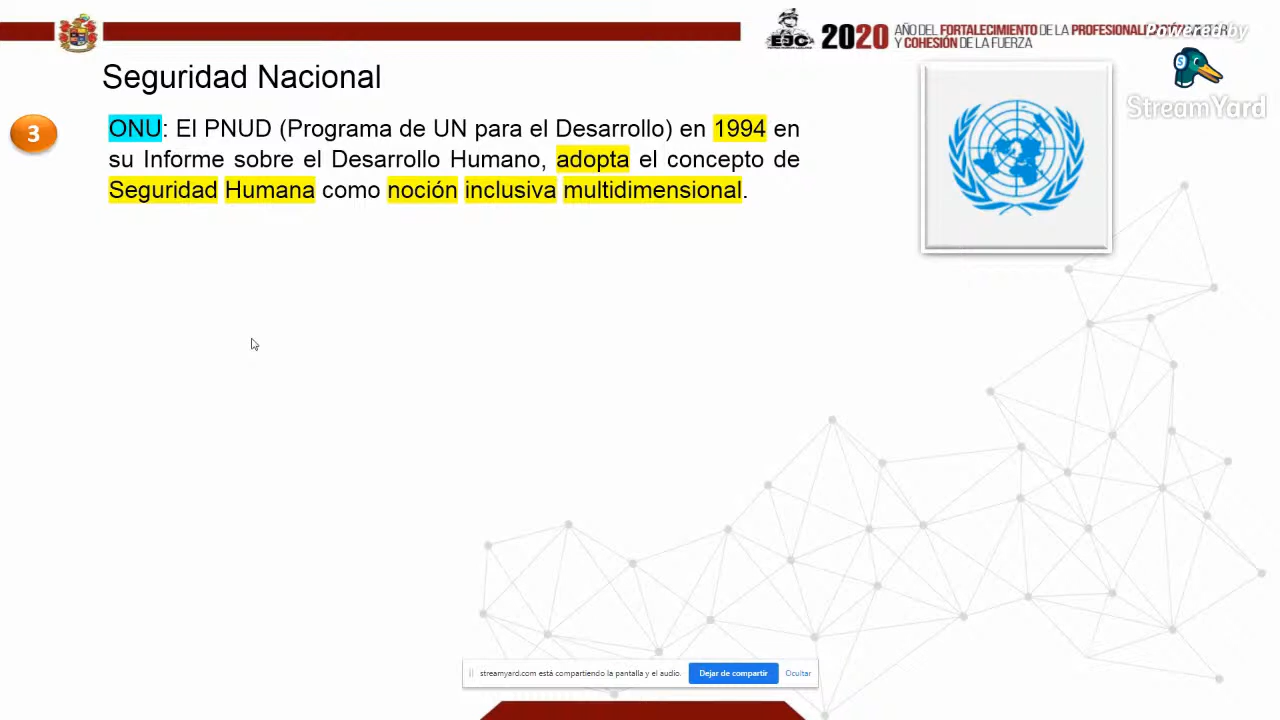 EJC
2020
AÑO DEL FORTALECIMIENTO DE LA
Y COHESIÓN DE LA FUERZA
Powered by
StreamYard
Seguridad Nacional
3
ONU: El PNUD (Programa de UN para el Desarrollo) en 1994 en
su Informe sobre el Desarrollo Humano, adopta el concepto de
Seguridad Humana como noción inclusiva multidimensional.
streamyard.com está compartiendo la pantalla y el audio.
Dejar de compartir
Ocultar